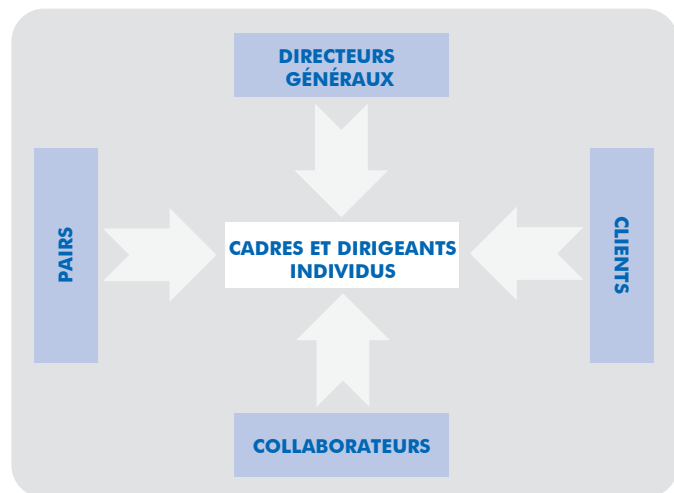 DIRECTEURS
GÉNÉRAUX
PAIRS
CADRES ET DIRIGEANTS
INDIVIDUS
CLIENTS
COLLABORATEURS